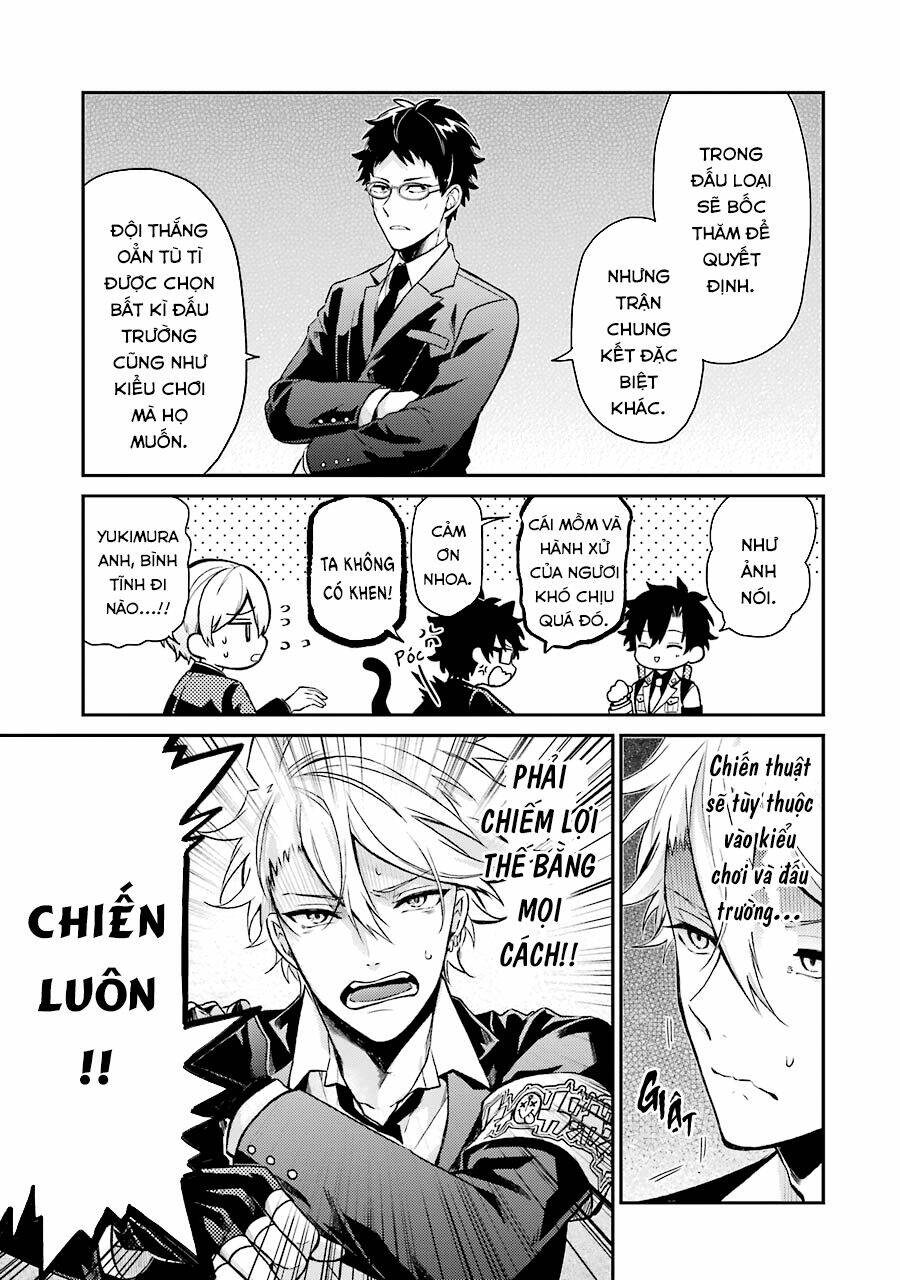 TRONG
ĐẤU LOẠI
SẼ BỐC
THĂM ĐỂ
QUYẾT
ĐỊNH.
NHƯNG
TRẬN
CHUNG
KẾT ĐẶC
BIỆT
KHÁC.
ĐỘI THẮNG
OẲN TÙ TÌ
ĐƯỢC CHỌN
BẤT KÌ ĐẤU
TRƯỜNG
CŨNG NHƯ
KIỂU CHƠI
MÀ HỌ
MUỐN.
NHƯ
ẢNH
NÓI.
CÁI MỒM VÀ
HÀNH XỬ
CỦA NGƯƠI
KHÓ CHỊU
QUÁ ĐÓ.
CẢM
ƠN
NHOA.
TA KHÔNG
CÓ KHEN!
Póc
YUKIMURA
ANH, BÌNH
TĨNH ĐI
NÀO...!!
Chiến thuật
sẽ tùy thuộc
vào kiểu
chơi và đấu
trường...
GIẬT
PHẢI
CHIẾM LỢI
THẾ BẰNG
MỌI
CÁCH!!
CHIẾN
LUÔN
!!